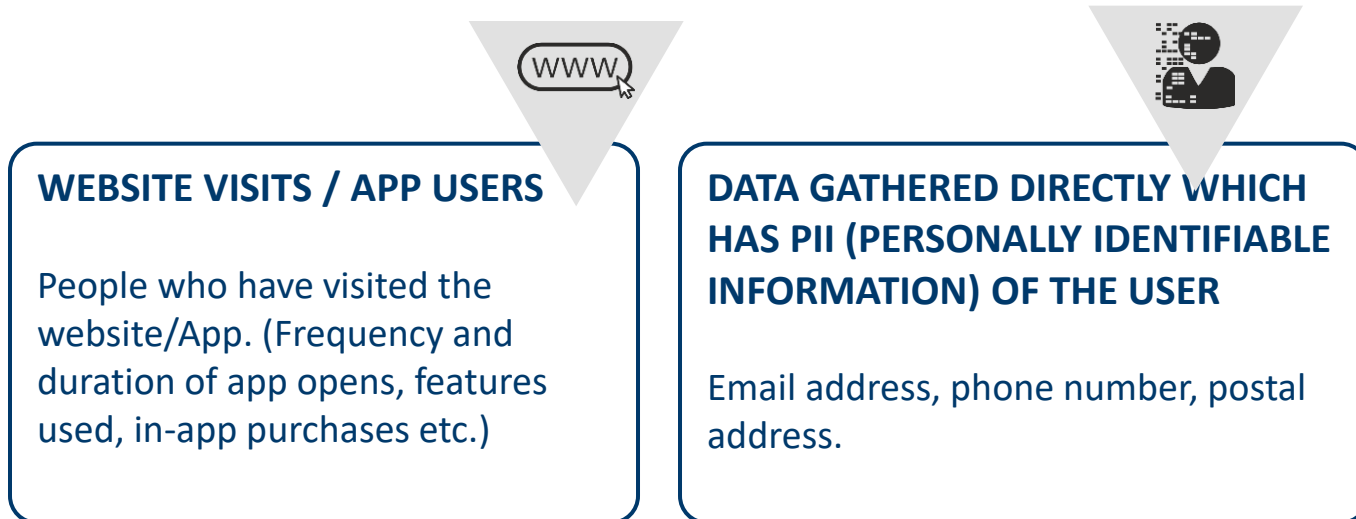 WWW
WEBSITE VISITS / APP USERS
People who have visited the
website/App. (Frequency and
duration of app opens, features
used, in-app purchases etc.)
DATA GATHERED DIRECTLY WHICH
HAS PII (PERSONALLY IDENTIFIABLE
INFORMATION) OF THE USER
Email address, phone number, postal
address.